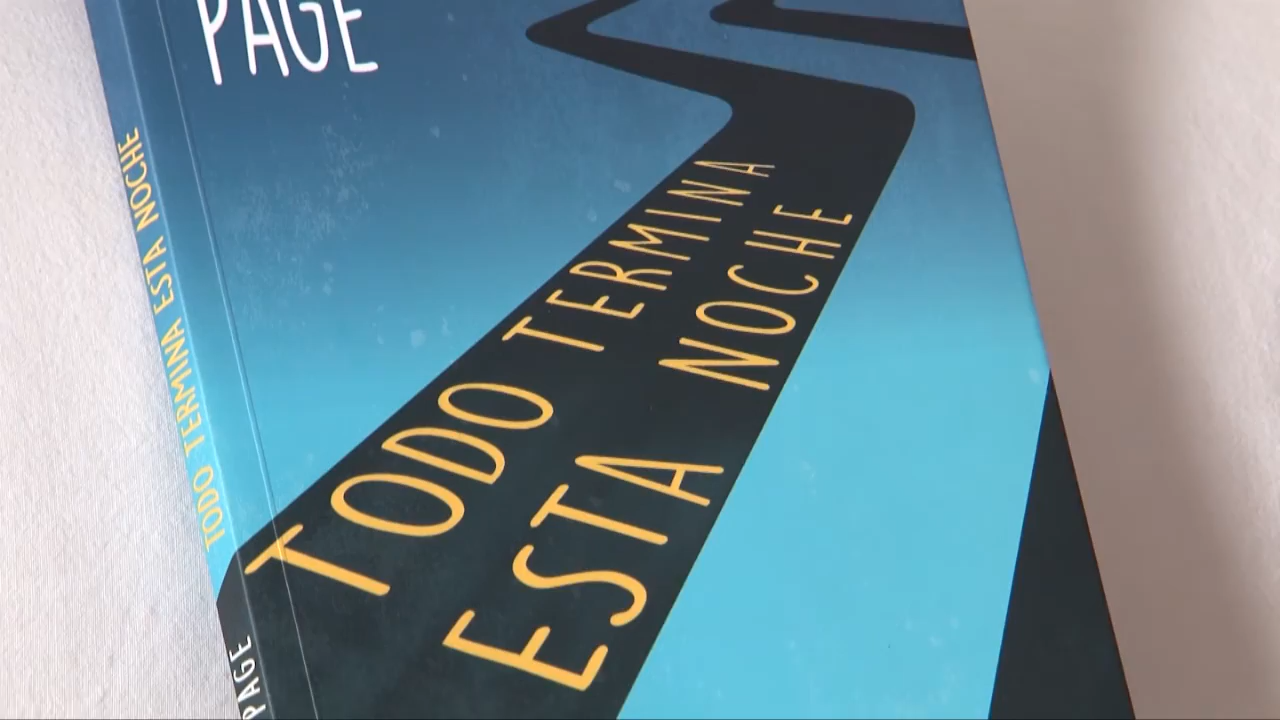 PAGE
TODO TERMINA
ESTA NOCHE
TODO TERMINA ESTA NOCHE
PAGE